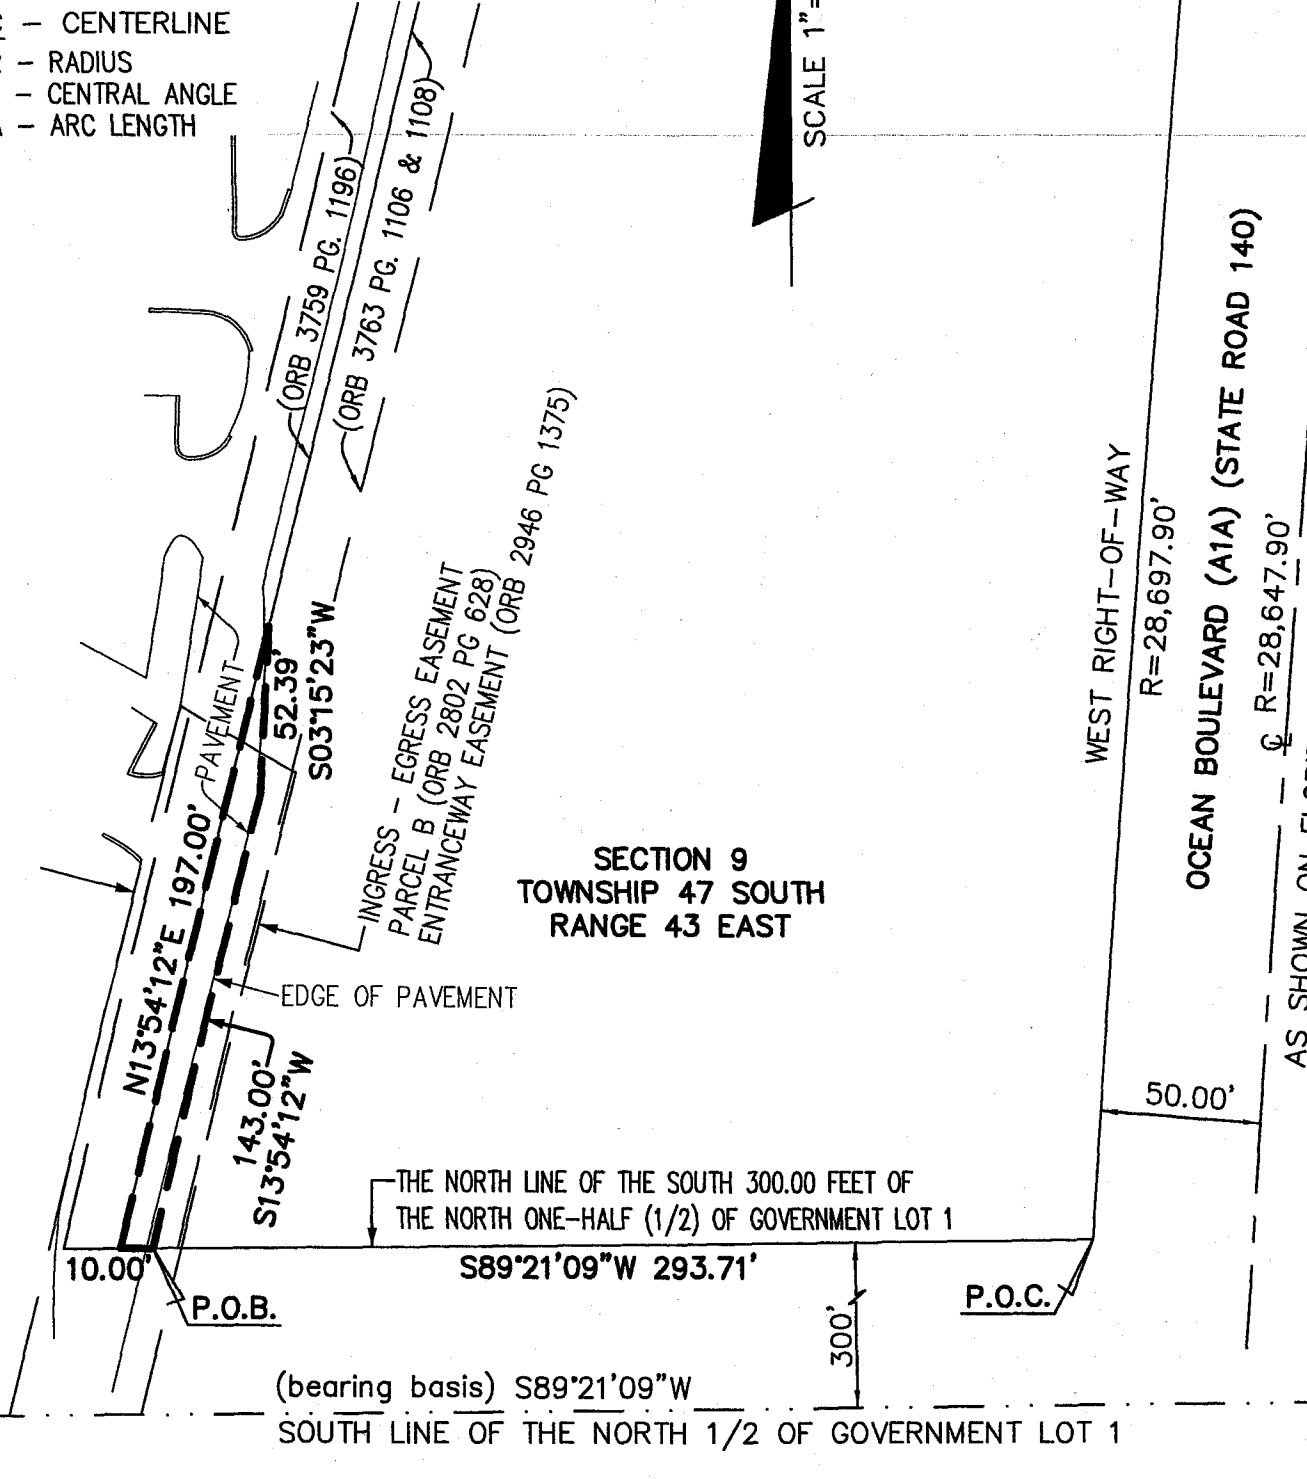 — CENTERLINE
— RADIUS
— CENTRAL ANGLE
— ARC LENGTH
SCALE 1"=
(ORB 3759 PG. 1196)
(ORB 3763 PG. 1106 & 1108)
INGRESS – EGRESS EASEMENT
PARCEL B (ORB 2802 PG 628)
ENTRANCEWAY EASEMENT (ORB 2946 PG 1375)
WEST RIGHT–OF–WAY
R=28,697.90'
OCEAN BOULEVARD (A1A) (STATE ROAD 140)
℄ R=28,647.90'
AS SHOWN ON
PAVEMENT
52.39'
S03°15'23"W
N13°54'12"E 197.00'
SECTION 9
TOWNSHIP 47 SOUTH
RANGE 43 EAST
EDGE OF PAVEMENT
143.00'
S13°54'12"W
50.00'
THE NORTH LINE OF THE SOUTH 300.00 FEET OF
THE NORTH ONE–HALF (1/2) OF GOVERNMENT LOT 1
10.00'
S89°21'09"W 293.71'
P.O.B.
P.O.C.
300'
(bearing basis) S89°21'09"W
SOUTH LINE OF THE NORTH 1/2 OF GOVERNMENT LOT 1